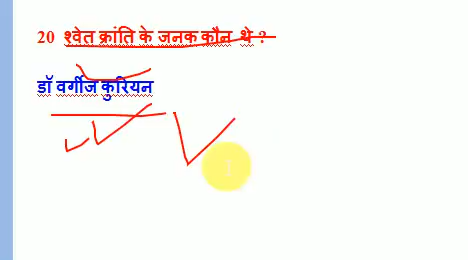 20 श्वेत क्रांति के जनक कौन थे ?
डॉ वर्गीज कुरियन